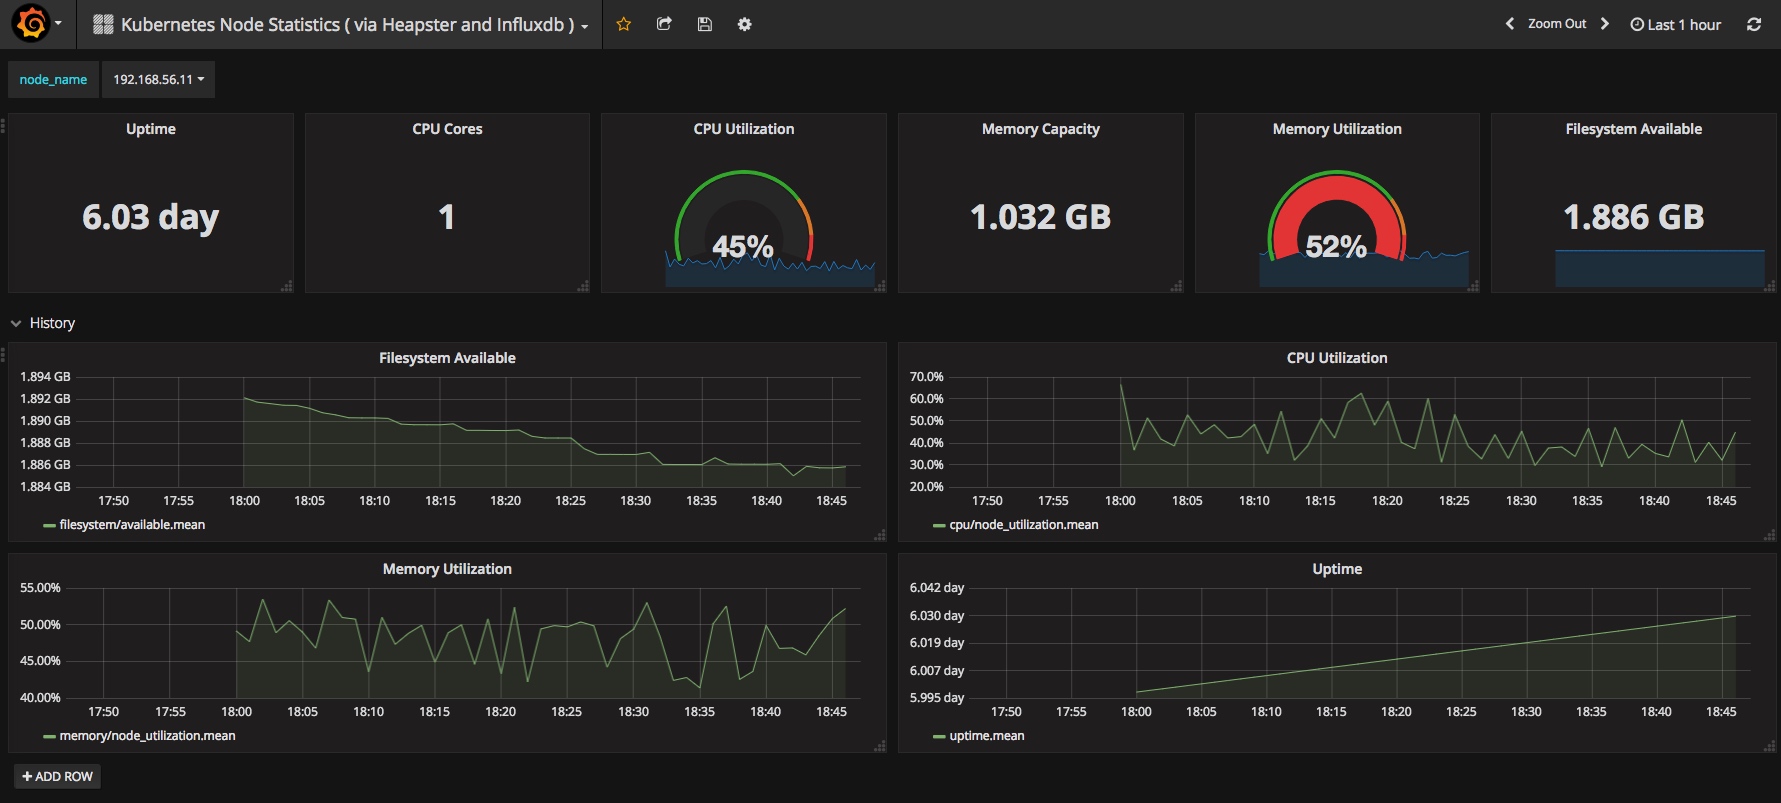 Kubernetes Node Statistics ( via Heapster and Influxdb )
Zoom Out
Last 1 hour
node_name
192.168.56.11
Uptime
6.03 day
CPU Cores
1
CPU Utilization
45%
Memory Capacity
1.032 GB
Memory Utilization
52%
Filesystem Available
1.886 GB
History
Filesystem Available
1.894 GB
1.892 GB
1.890 GB
1.888 GB
1.886 GB
1.884 GB
17:50 17:55 18:00 18:05 18:10 18:15 18:20 18:25 18:30 18:35 18:40 18:45
filesystem/available.mean
CPU Utilization
70.0%
60.0%
50.0%
40.0%
30.0%
20.0%
17:50 17:55 18:00 18:05 18:10 18:15 18:20 18:25 18:30 18:35 18:40 18:45
cpu/node_utilization.mean
Memory Utilization
55.00%
50.00%
45.00%
40.00%
17:50 17:55 18:00 18:05 18:10 18:15 18:20 18:25 18:30 18:35 18:40 18:45
memory/node_utilization.mean
Uptime
6.042 day
6.030 day
6.019 day
6.007 day
5.995 day
17:50 17:55 18:00 18:05 18:10 18:15 18:20 18:25 18:30 18:35 18:40 18:45
uptime.mean
+ ADD ROW